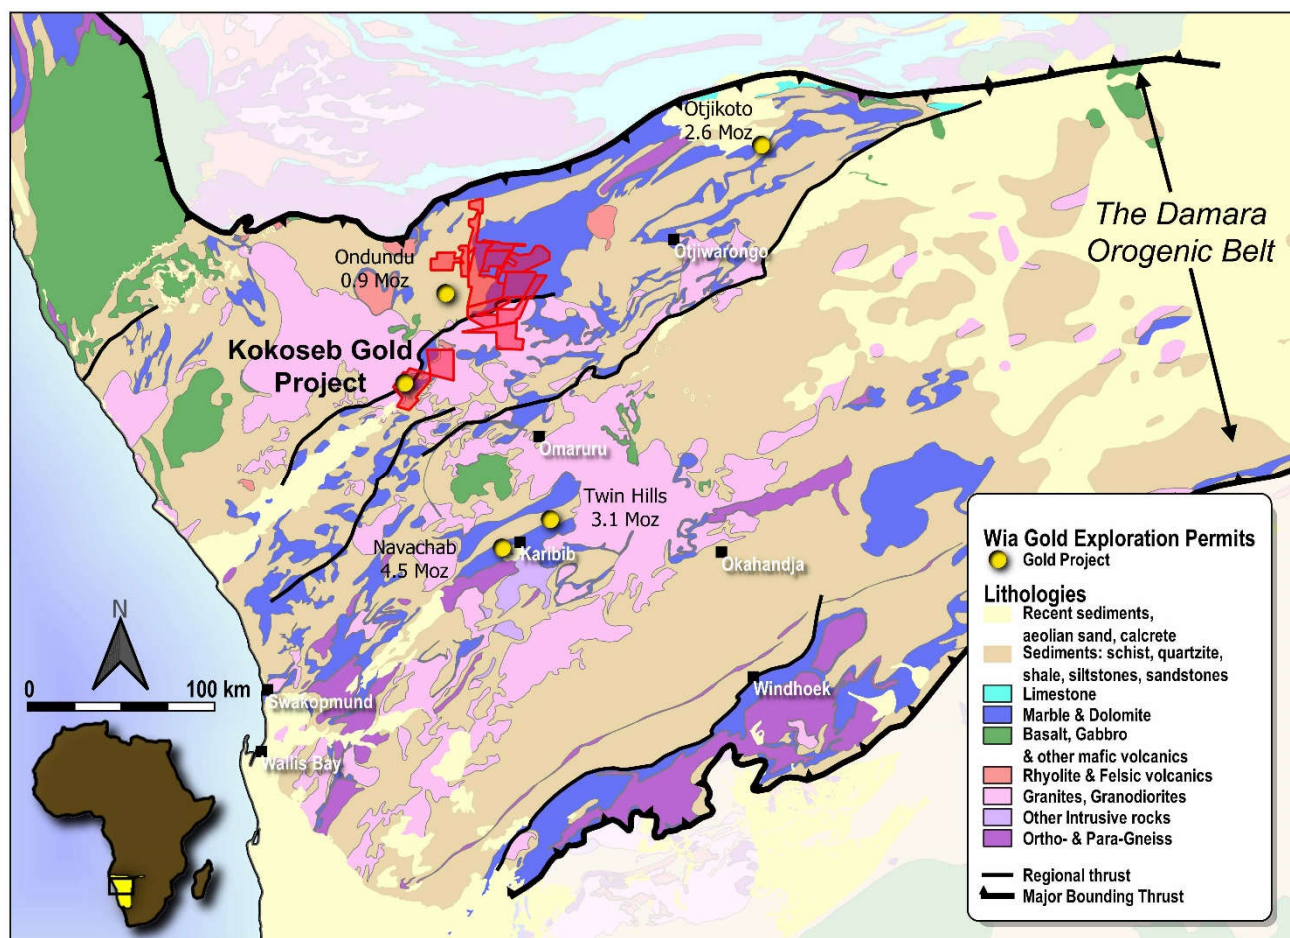 Otjikoto
2.6 Moz
The Damara
Orogenic Belt
Otjiwarongo
Ondundu
0.9 Moz
Kokoseb Gold
Project
Omaruru
Twin Hills
3.1 Moz
Navachab
4.5 Moz
Karibib
Okahandja
Windhoek
Swakopmund
Wallis Bay
N
0
100 km
Wia Gold Exploration Permits
Gold Project
Lithologies
Recent sediments,
aeolian sand, calcrete
Sediments: schist, quartzite,
shale, siltstones, sandstones
Limestone
Marble & Dolomite
Basalt, Gabbro
& other mafic volcanics
Rhyolite & Felsic volcanics
Granites, Granodiorites
Other Intrusive rocks
Ortho- & Para-Gneiss
Regional thrust
Major Bounding Thrust